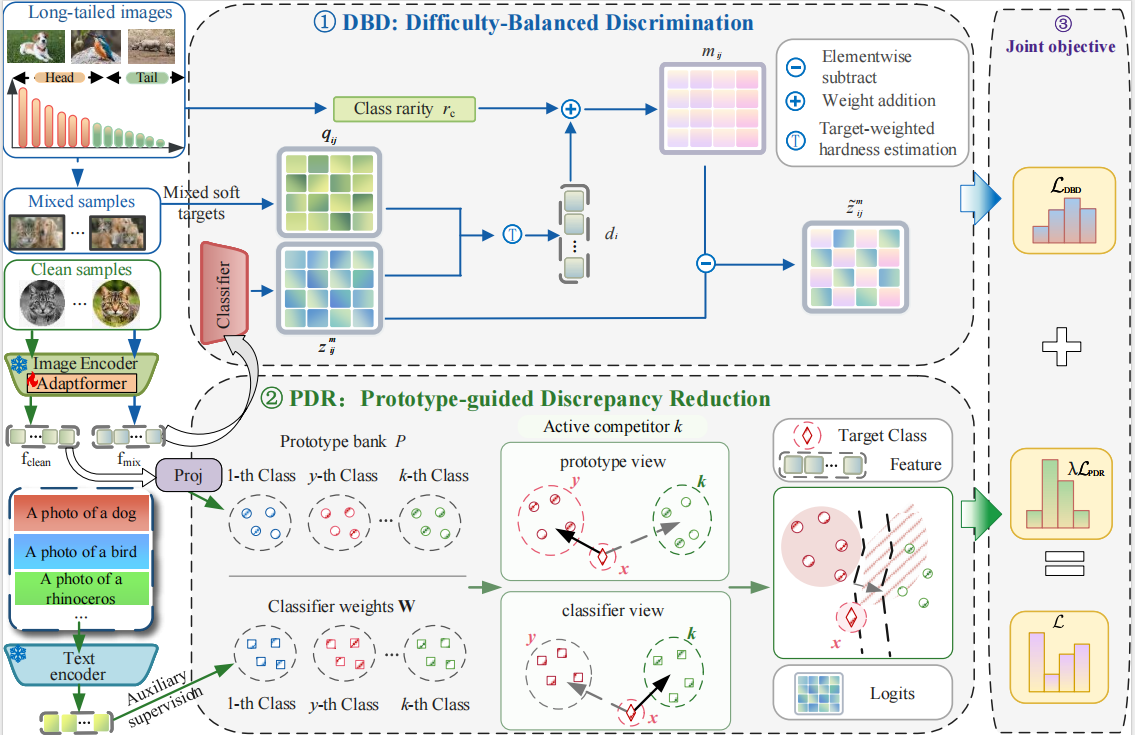 Long-tailed images
Head
Tail
Mixed samples
...
Clean samples
...
Image Encoder
Adaptformer
...
...
f_clean
f_mix
Proj
A photo of a dog
A photo of a bird
A photo of a
rhinoceros
...
Text
encoder
...
Auxiliary
supervision
① DBD: Difficulty-Balanced Discrimination
Class rarity r_c
Mixed soft
targets
q_ij
Classifier
z^m_ij
T
d_i
m_ij
Elementwise
subtract
Weight addition
T
Target-weighted
hardness estimation
z̃^m_ij
② PDR: Prototype-guided Discrepancy Reduction
Prototype bank P
1-th Class
y-th Class
k-th Class
...
Classifier weights W
...
1-th Class
y-th Class
k-th Class
Active competitor k
prototype view
y
k
x
classifier view
y
k
x
Target Class
...
Feature
x
Logits
③
Joint objective
ℒ_DBD
λℒ_PDR
ℒ